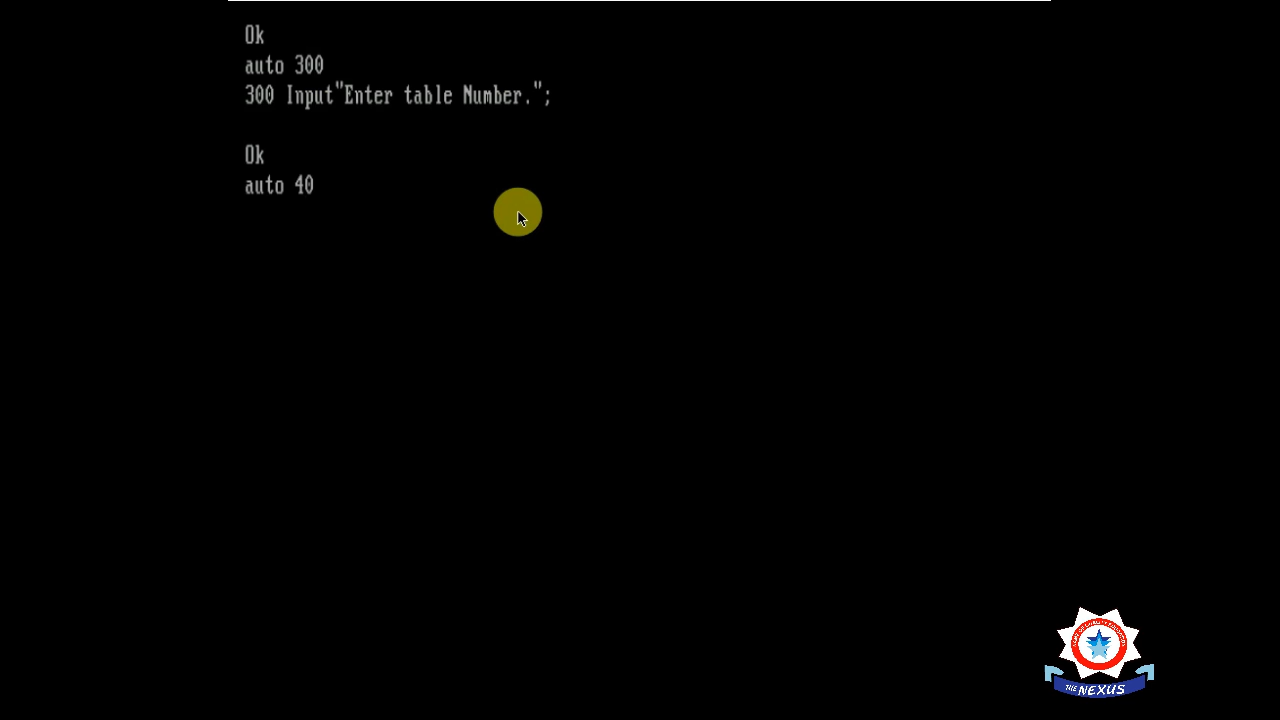 Ok
auto 300
300 Input"Enter table Number.";
Ok
auto 40
THE NEXUS